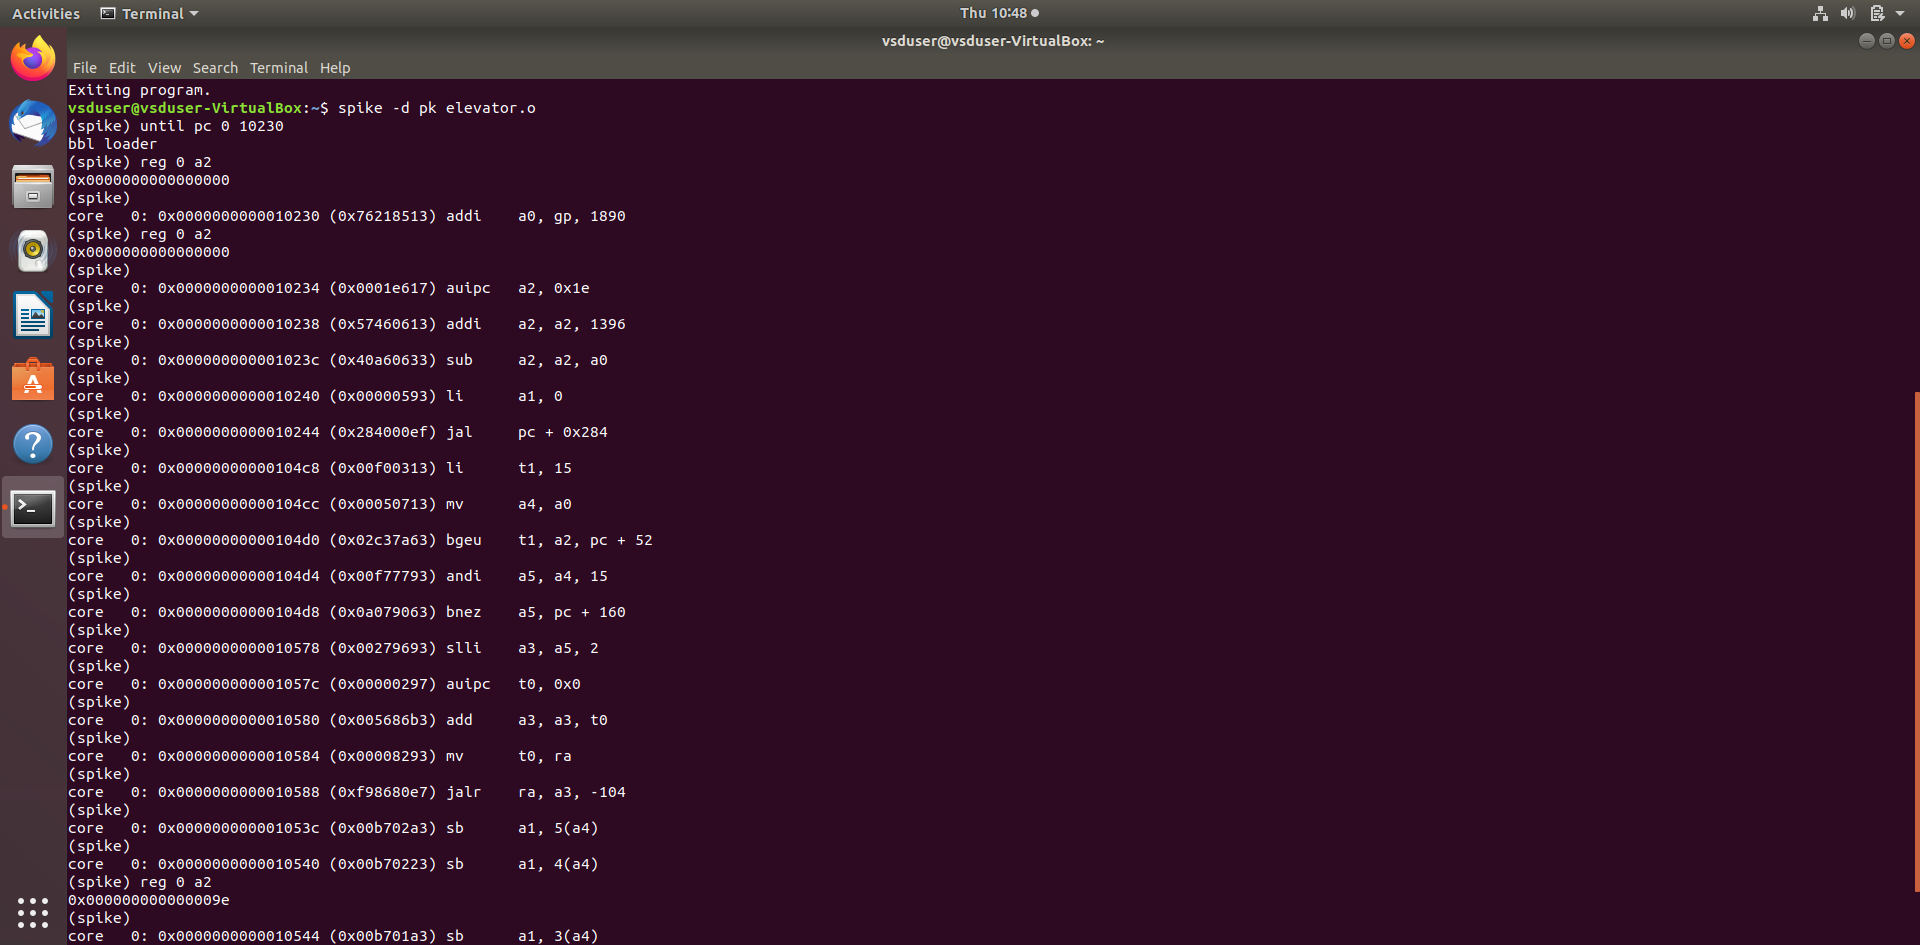 Activities Terminal Thu 10:48
vsduser@vsduser-VirtualBox: ~
File Edit View Search Terminal Help
Exiting program.
vsduser@vsduser-VirtualBox:~$ spike -d pk elevator.o
(spike) until pc 0 10230
bbl loader
(spike) reg 0 a2
0x0000000000000000
(spike)
core   0: 0x0000000000010230 (0x76218513) addi    a0, gp, 1890
(spike) reg 0 a2
0x0000000000000000
(spike)
core   0: 0x0000000000010234 (0x0001e617) auipc   a2, 0x1e
(spike)
core   0: 0x0000000000010238 (0x57460613) addi    a2, a2, 1396
(spike)
core   0: 0x000000000001023c (0x40a60633) sub     a2, a2, a0
(spike)
core   0: 0x0000000000010240 (0x00000593) li      a1, 0
(spike)
core   0: 0x0000000000010244 (0x284000ef) jal     pc + 0x284
(spike)
core   0: 0x00000000000104c8 (0x00f00313) li      t1, 15
(spike)
core   0: 0x00000000000104cc (0x00050713) mv      a4, a0
(spike)
core   0: 0x00000000000104d0 (0x02c37a63) bgeu    t1, a2, pc + 52
(spike)
core   0: 0x00000000000104d4 (0x00f77793) andi    a5, a4, 15
(spike)
core   0: 0x00000000000104d8 (0x0a079063) bnez    a5, pc + 160
(spike)
core   0: 0x0000000000010578 (0x00279693) slli    a3, a5, 2
(spike)
core   0: 0x000000000001057c (0x00000297) auipc   t0, 0x0
(spike)
core   0: 0x0000000000010580 (0x005686b3) add     a3, a3, t0
(spike)
core   0: 0x0000000000010584 (0x00008293) mv      t0, ra
(spike)
core   0: 0x0000000000010588 (0xf98680e7) jalr    ra, a3, -104
(spike)
core   0: 0x000000000001053c (0x00b702a3) sb      a1, 5(a4)
(spike)
core   0: 0x0000000000010540 (0x00b70223) sb      a1, 4(a4)
(spike) reg 0 a2
0x000000000000009e
(spike)
core   0: 0x0000000000010544 (0x00b701a3) sb      a1, 3(a4)